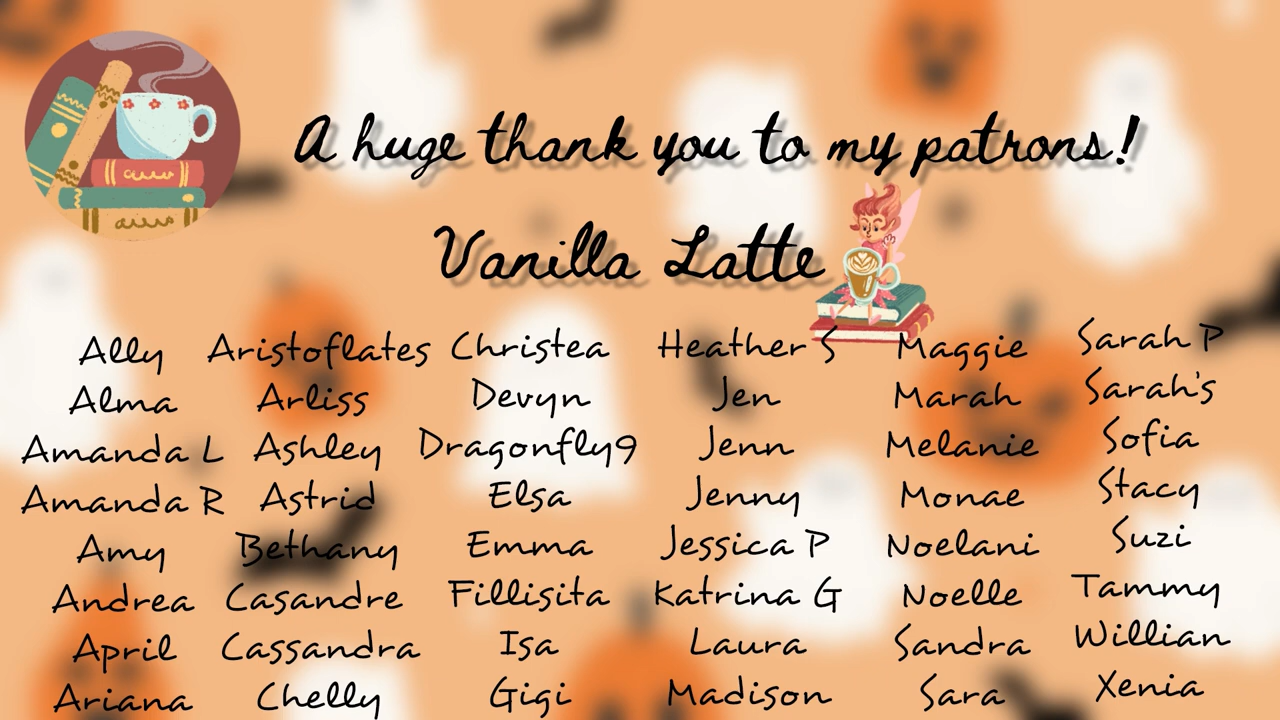 A huge thank you to my patrons!
Vanilla Latte
Ally Aristoflates Christea Heather S Maggie Sarah P
Alma Arliss Devyn Jen Marah Sarah's
Amanda L Ashley Dragonfly9 Jenn Melanie Sofia
Amanda R Astrid Elsa Jenny Monae Stacy
Amy Bethany Emma Jessica P Noelani Suzi
Andrea Casandre Fillisita Katrina G Noelle Tammy
April Cassandra Isa Laura Sandra Willian
Ariana Chelly Gigi Madison Sara Xenia